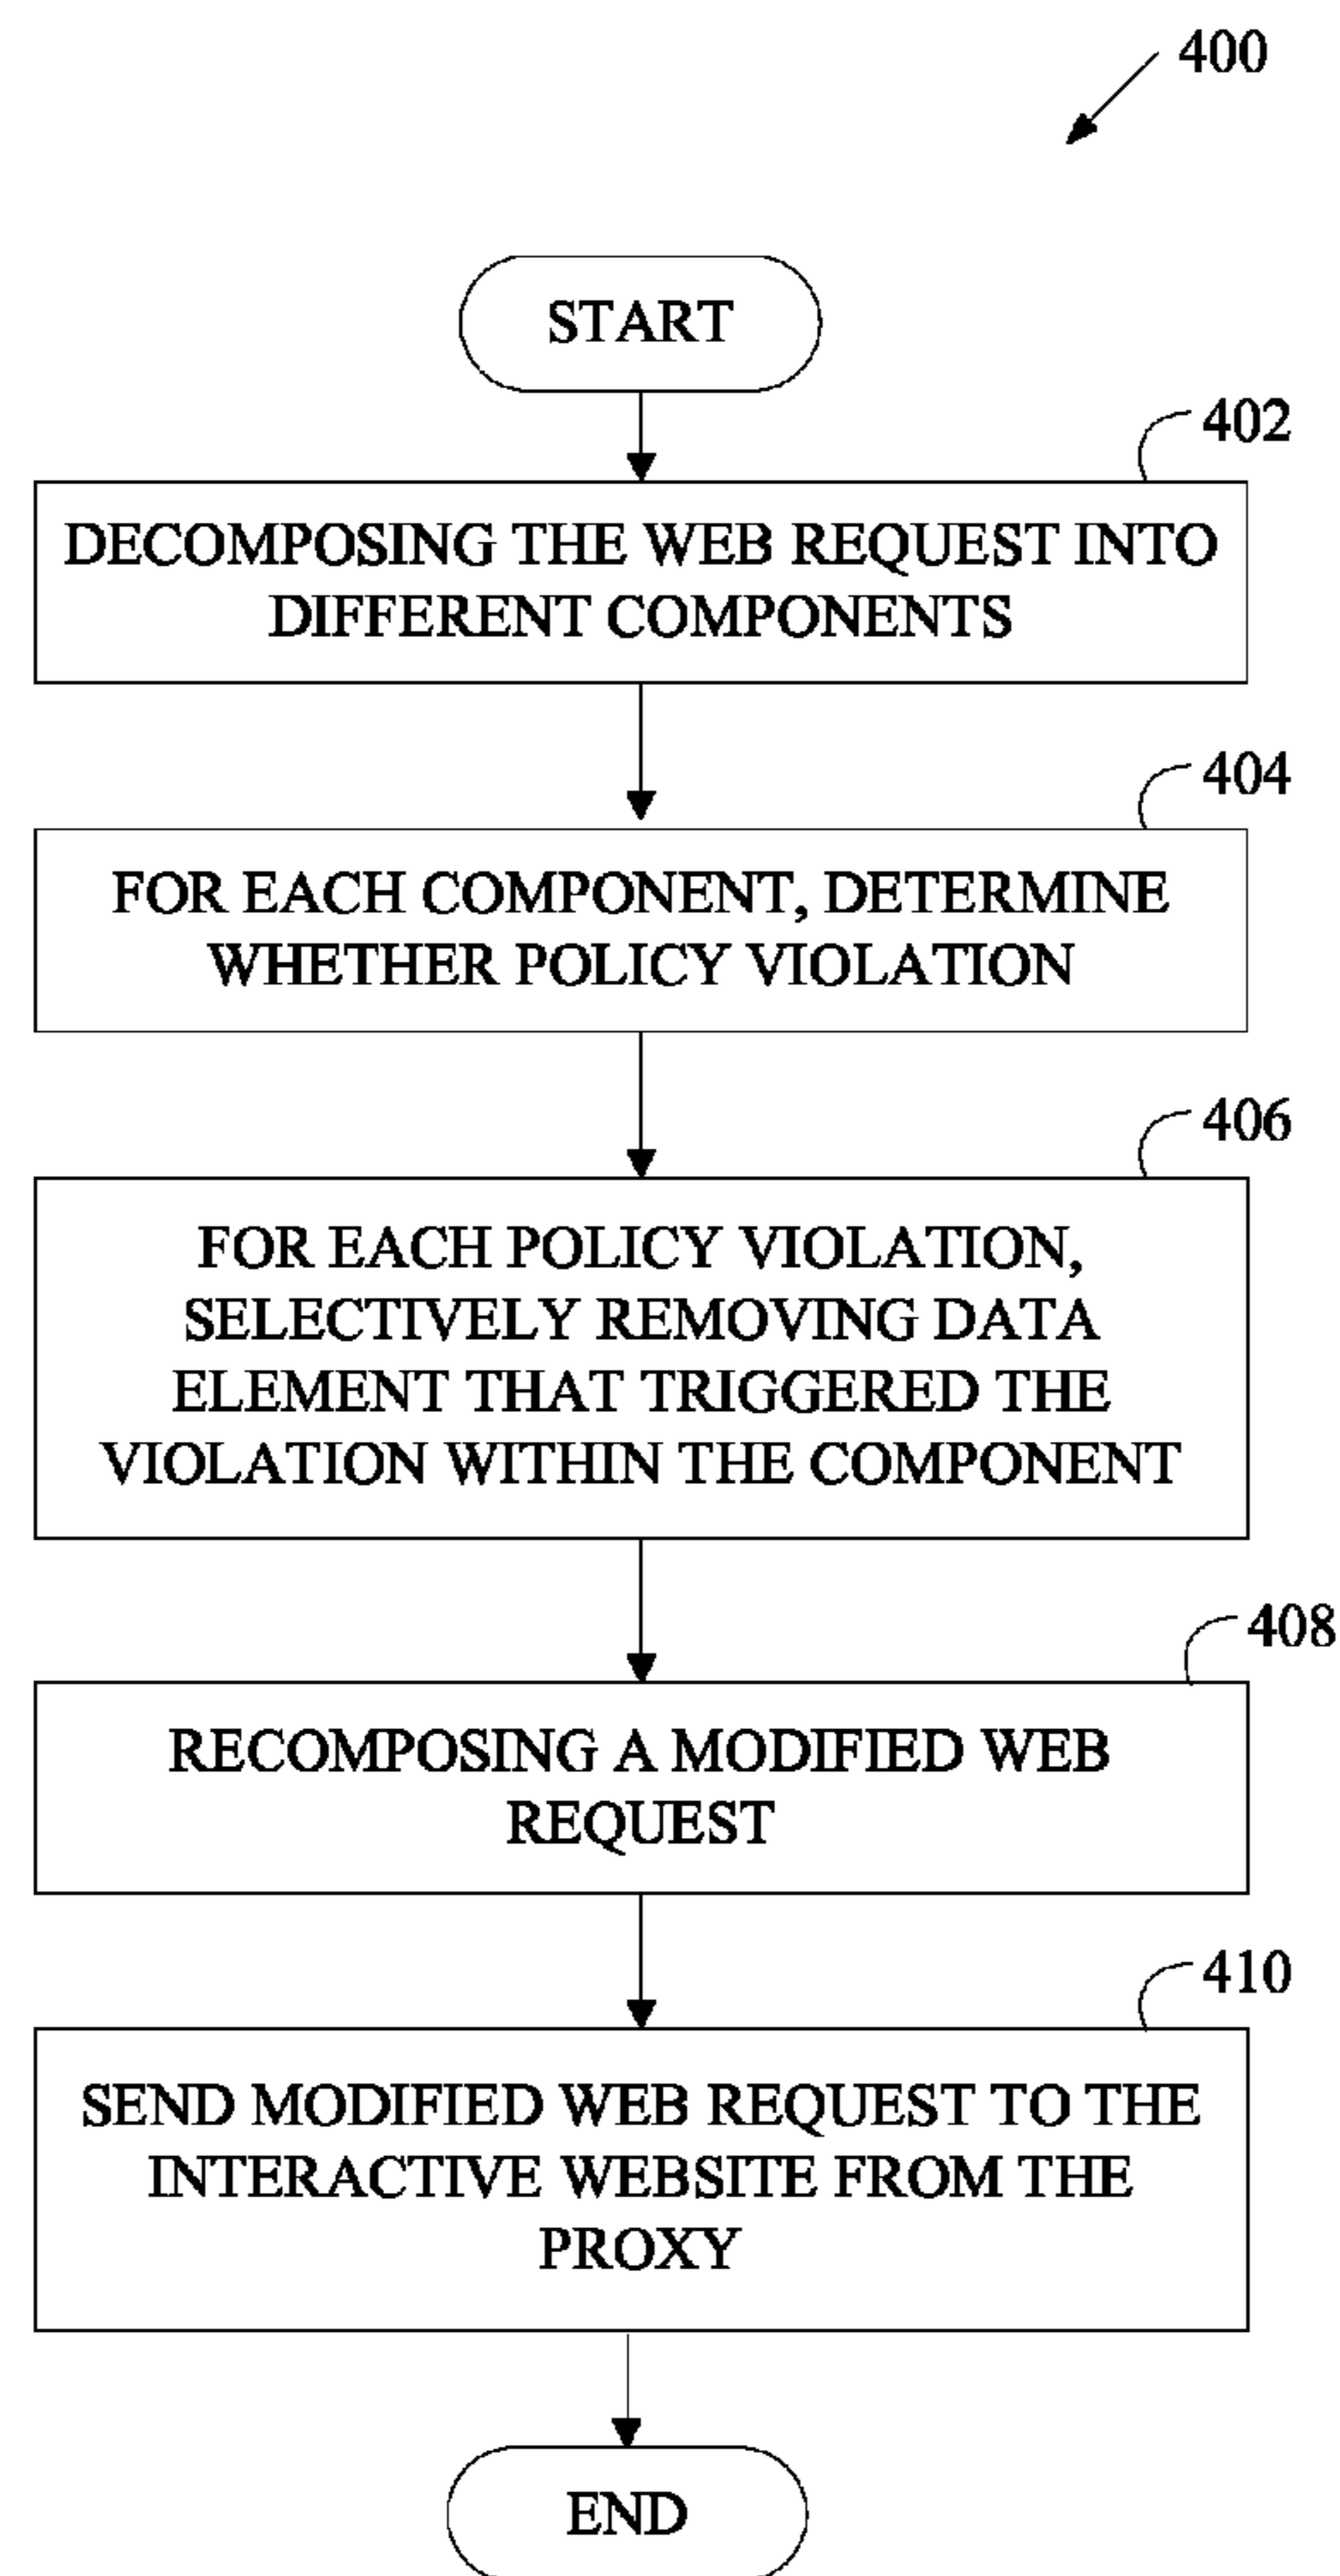 400
START
402
DECOMPOSING THE WEB REQUEST INTO
DIFFERENT COMPONENTS
404
FOR EACH COMPONENT, DETERMINE
WHETHER POLICY VIOLATION
406
FOR EACH POLICY VIOLATION,
SELECTIVELY REMOVING DATA
ELEMENT THAT TRIGGERED THE
VIOLATION WITHIN THE COMPONENT
408
RECOMPOSING A MODIFIED WEB
REQUEST
410
SEND MODIFIED WEB REQUEST TO THE
INTERACTIVE WEBSITE FROM THE
PROXY
END